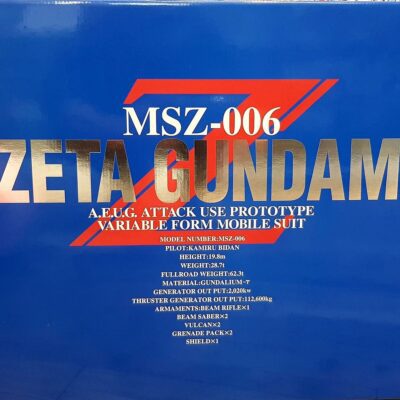 MSZ-006
ZETA GUNDAM
A.E.U.G. ATTACK USE PROTOTYPE
VARIABLE FORM MOBILE SUIT
MODEL NUMBER:MSZ-006
PILOT:KAMIRU BIDAN
HEIGHT:19.8m
WEIGHT:28.7t
FULLROAD WEIGHT:62.3t
MATERIAL:GUNDALIUM-γ
GENERATOR OUT PUT:2,020kw
THRUSTER GENERATOR OUT PUT:112,600kg
ARMAMENTS:BEAM RIFLE×1
BEAM SABER×2
VULCAN×2
GRENADE PACK×2
SHIELD×1